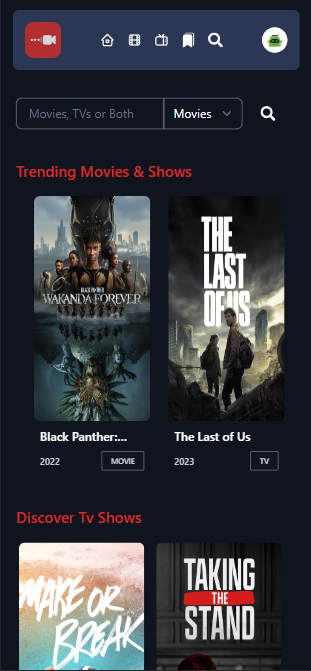 Movies, TVs or Both
Movies
Trending Movies & Shows
BLACK PANTHER
WAKANDA FOREVER
THE
LAST
OF US
Black Panther:...
The Last of Us
2022
MOVIE
2023
TV
Discover Tv Shows
MAKE OR
BREAK
TAKING
THE
STAND